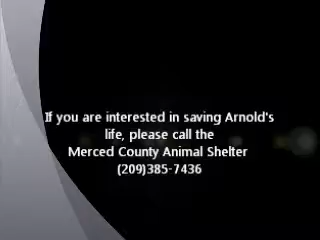 If you are interested in saving Arnold's
life, please call the
Merced County Animal Shelter
(209)385-7436